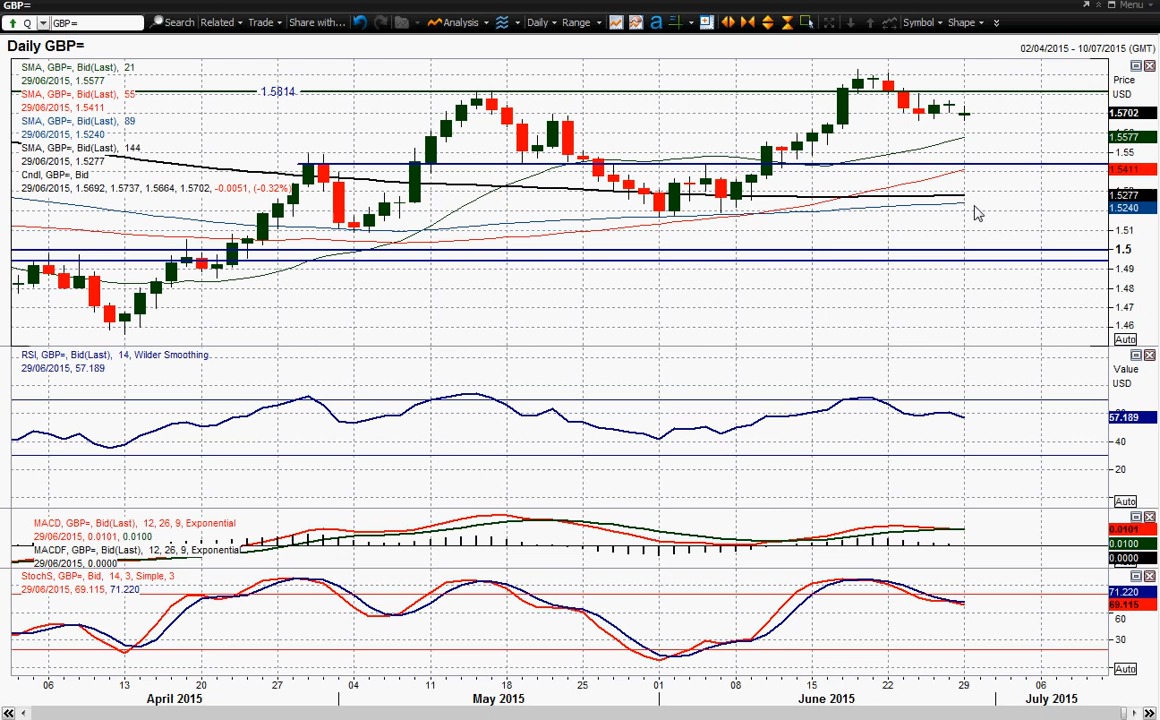 GBP=
Menu
Q GBP= Search Related Trade Share with... Analysis Daily Range Symbol Shape
Daily GBP=
02/04/2015 - 10/07/2015 (GMT)
SMA, GBP=, Bid(Last), 21
29/06/2015, 1.5577
SMA, GBP=, Bid(Last), 55
29/06/2015, 1.5411
SMA, GBP=, Bid(Last), 89
29/06/2015, 1.5240
SMA, GBP=, Bid(Last), 144
29/06/2015, 1.5277
Cndl, GBP=, Bid
29/06/2015, 1.5692, 1.5737, 1.5664, 1.5702, -0.0051, (-0.32%)
1.5814
Price
USD
1.5702
1.5577
1.55
1.5411
1.5277
1.5240
1.51
1.5
1.49
1.48
1.47
1.46
Auto
RSI, GBP=, Bid(Last), 14, Wilder Smoothing
29/06/2015, 57.189
Value
USD
57.189
40
20
Auto
MACD, GBP=, Bid(Last), 12, 26, 9, Exponential
29/06/2015, 0.0101, 0.0100
MACDF, GBP=, Bid(Last), 12, 26, 9, Exponential
29/06/2015, 0.0000
0.0101
0.0100
0.0000
StochS, GBP=, Bid, 14, 3, Simple, 3
29/06/2015, 69.115, 71.220
71.220
69.115
60
30
Auto
06 13 20 27 04 11 18 25 01 08 15 22 29 06
April 2015 May 2015 June 2015 July 2015